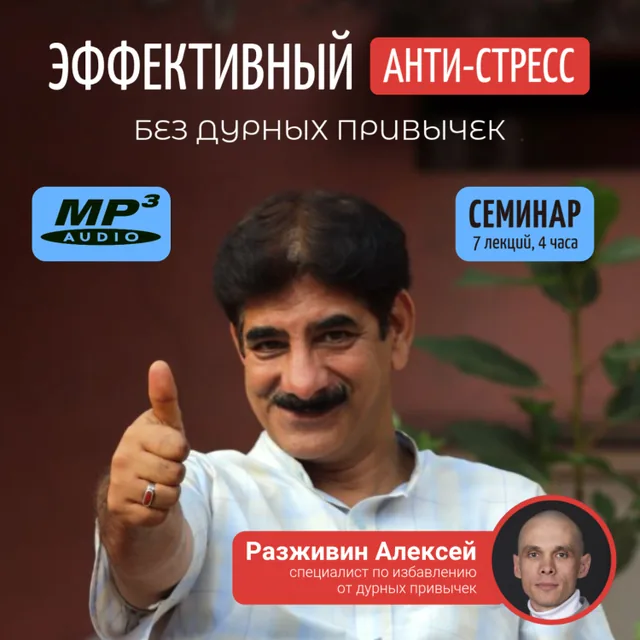 ЭФФЕКТИВНЫЙ АНТИ-СТРЕСС
БЕЗ ДУРНЫХ ПРИВЫЧЕК
MP3
AUDIO
СЕМИНАР
7 лекций, 4 часа
Разживин Алексей
специалист по избавлению
от дурных привычек